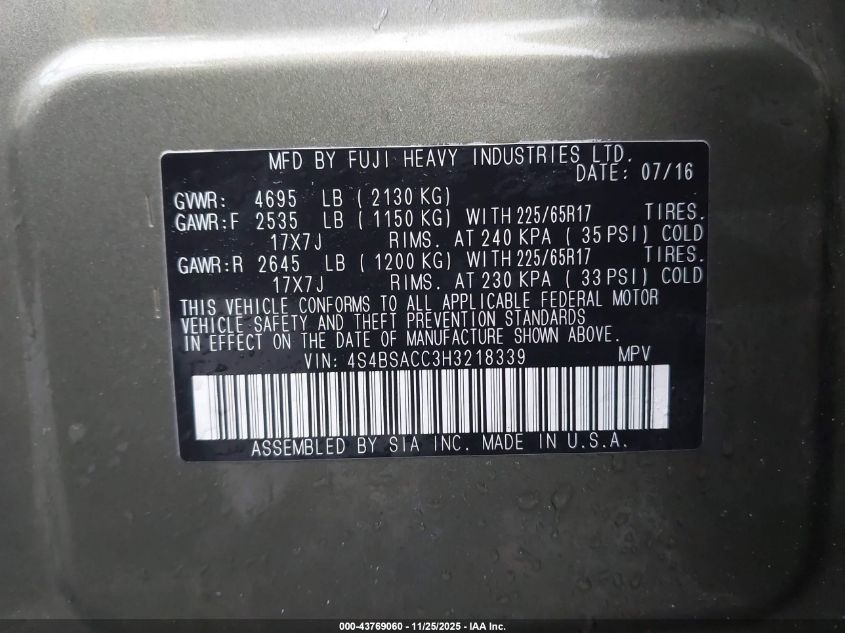 MFD BY FUJI HEAVY INDUSTRIES LTD.
DATE: 07/16
GVWR: 4695 LB ( 2130 KG)
GAWR:F 2535 LB ( 1150 KG) WITH 225/65R17 TIRES.
17X7J RIMS. AT 240 KPA ( 35 PSI) COLD
GAWR:R 2645 LB ( 1200 KG) WITH 225/65R17 TIRES.
17X7J RIMS. AT 230 KPA ( 33 PSI) COLD
THIS VEHICLE CONFORMS TO ALL APPLICABLE FEDERAL MOTOR
VEHICLE SAFETY AND THEFT PREVENTION STANDARDS
IN EFFECT ON THE DATE OF MANUFACTURE SHOWN ABOVE.
VIN: 4S4BSACC3H3218339 MPV
ASSEMBLED BY SIA INC. MADE IN U.S.A.
000-43769060 - 11/25/2025 - IAA Inc.